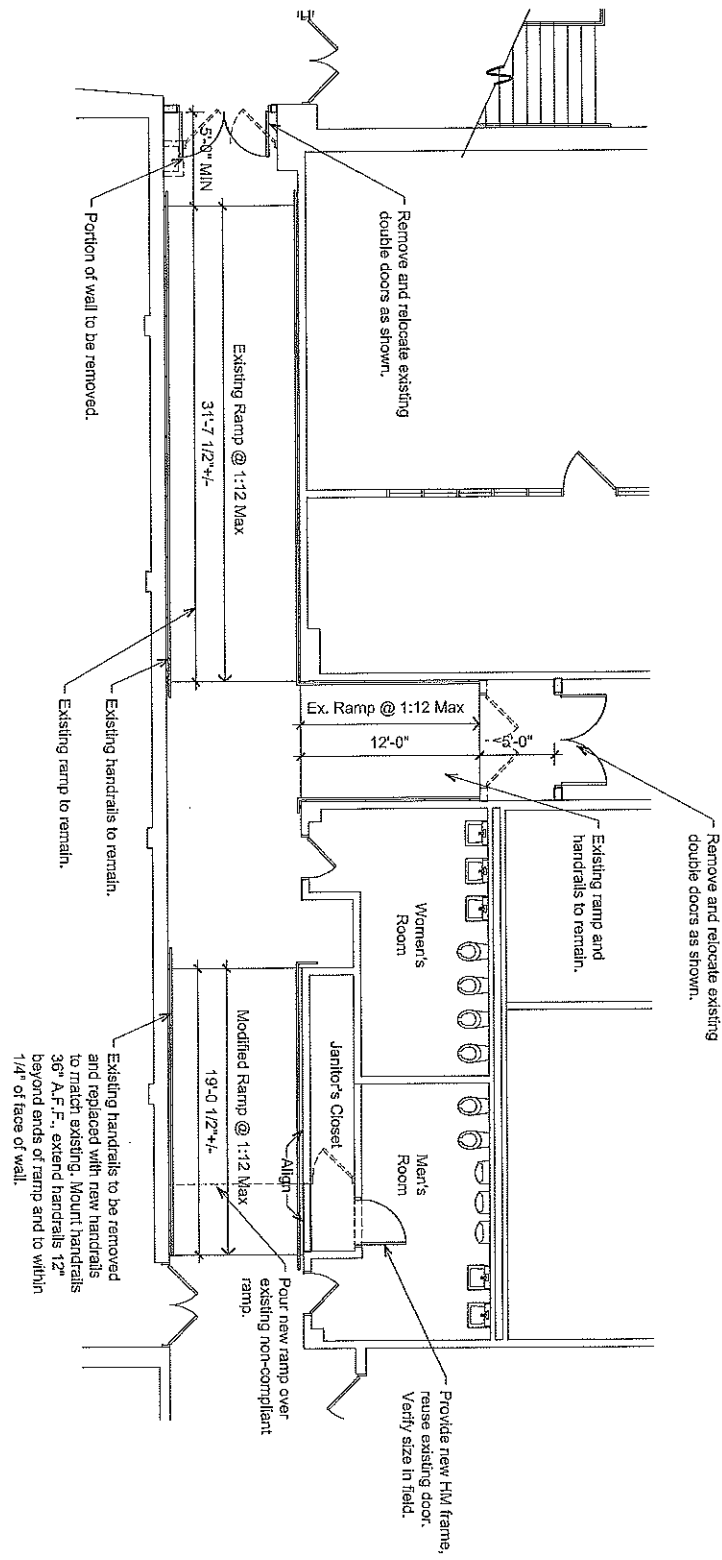 Remove and relocate existing
double doors as shown.
Remove and relocate existing
double doors as shown.
Existing ramp and
handrails to remain.
Provide new HM frame,
reuse existing door.
Verify size in field.
Women's
Room
Men's
Room
Janitor's Closet
Align
Ex. Ramp @ 1:12 Max
12'-0"
5'-0"
5'-0" MIN
Existing Ramp @ 1:12 Max
31'-7 1/2"+/-
Modified Ramp @ 1:12 Max
19'-0 1/2"+/-
Pour new ramp over
existing non-compliant
ramp.
Portion of wall to be removed.
Existing handrails to remain.
Existing ramp to remain.
Existing handrails to be removed
and replaced with new handrails
to match existing. Mount handrails
36" A.F.F., extend handrails 12"
beyond ends of ramp and to within
1/4" of face of wall.